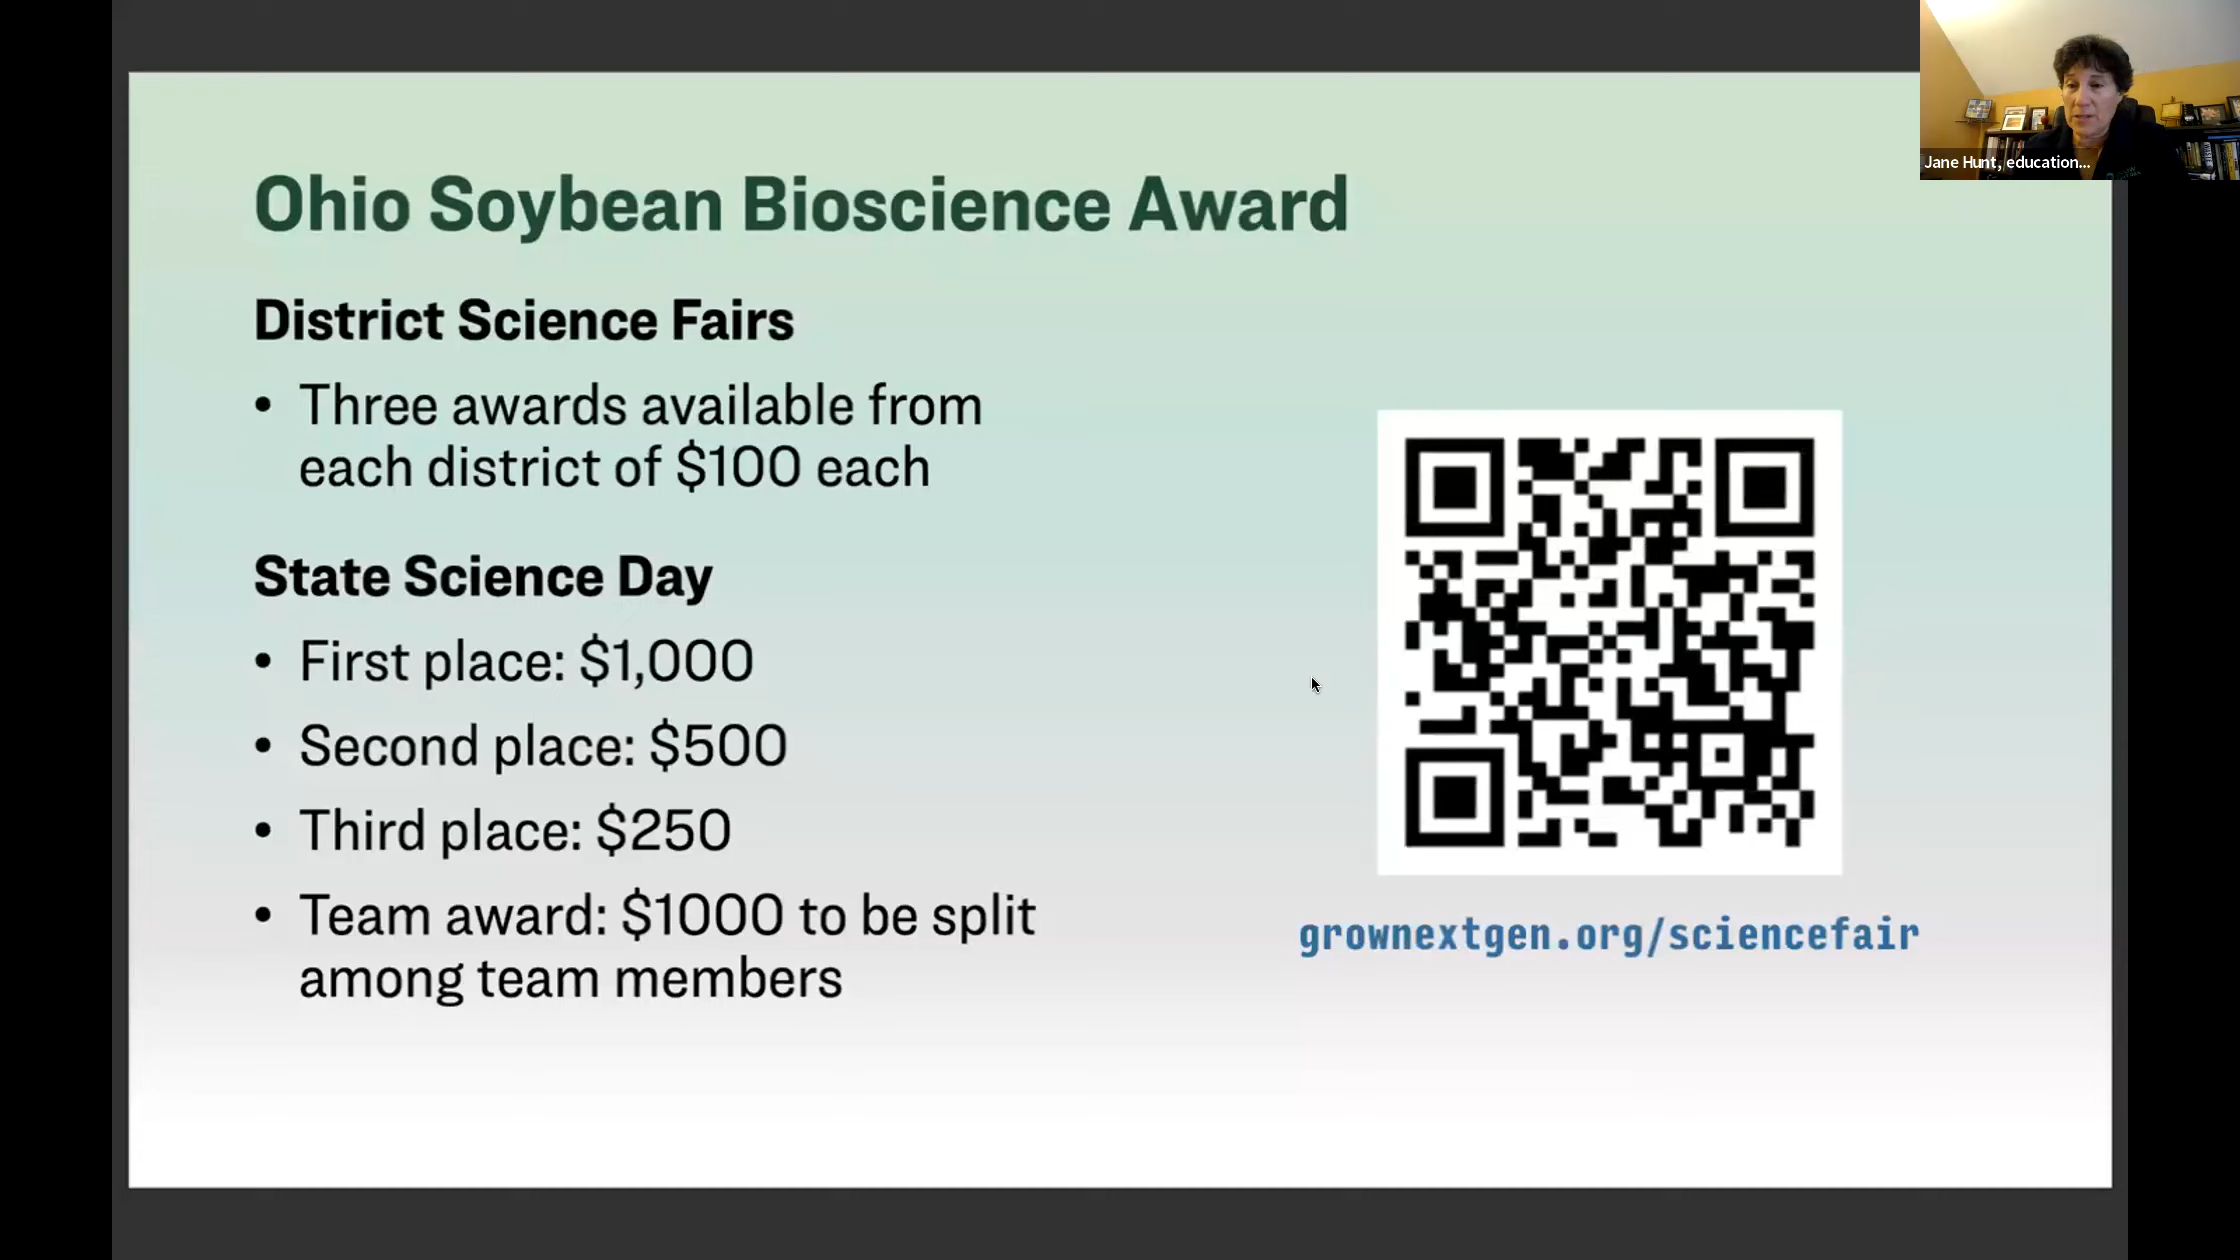 Ohio Soybean Bioscience Award
District Science Fairs
• Three awards available from
each district of $100 each
State Science Day
• First place: $1,000
• Second place: $500
• Third place: $250
• Team award: $1000 to be split
among team members
grownextgen.org/sciencefair
Jane Hunt, education...